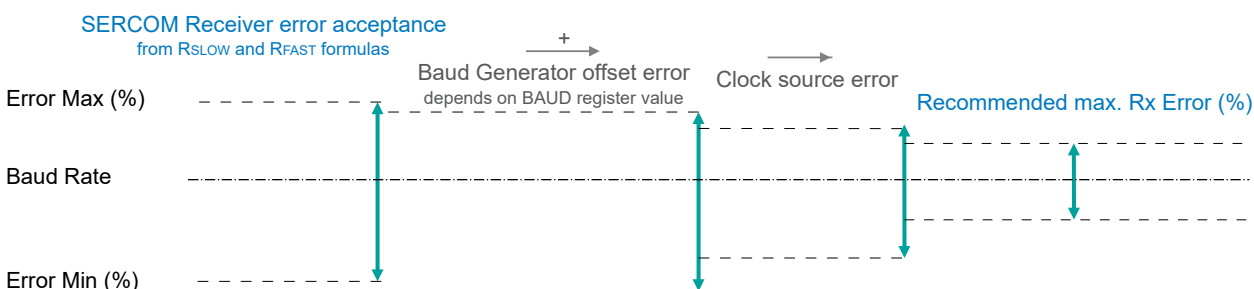 SERCOM Receiver error acceptance
from RSLOW and RFAST formulas
+
Baud Generator offset error
depends on BAUD register value
Clock source error
Recommended max. Rx Error (%)
Error Max (%)
Baud Rate
Error Min (%)